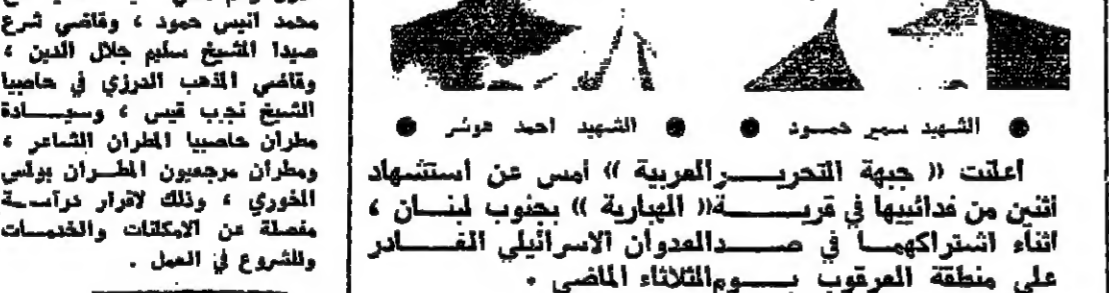 ● الشهيد سمير حمود ●
● الشهيد احمد هوشر ●
اعلنت (( جبهة التحرير العربية )) امس عن استشهاد
اثنين من فدائييها في قرية (( الهبارية )) بجنوب لبنان ،
اثناء اشتراكهما في صد العدوان الاسرائيلي الغادر
على منطقة العرقوب يوم الثلاثاء الماضي .
محمد انيس حمود ، وقاضي شرع
صيدا الشيخ سليم جلال الدين ،
وقاضي المذهب الدرزي في حاصبيا
الشيخ نجب قيس ، وسيادة
مطران حاصبيا المطران الشاعر ،
ومطران مرجعيون المطران بولس
الخوري ، وذلك لاقرار دراسة
مفصلة عن الامكانات والخدمات
وللشروع في العمل .